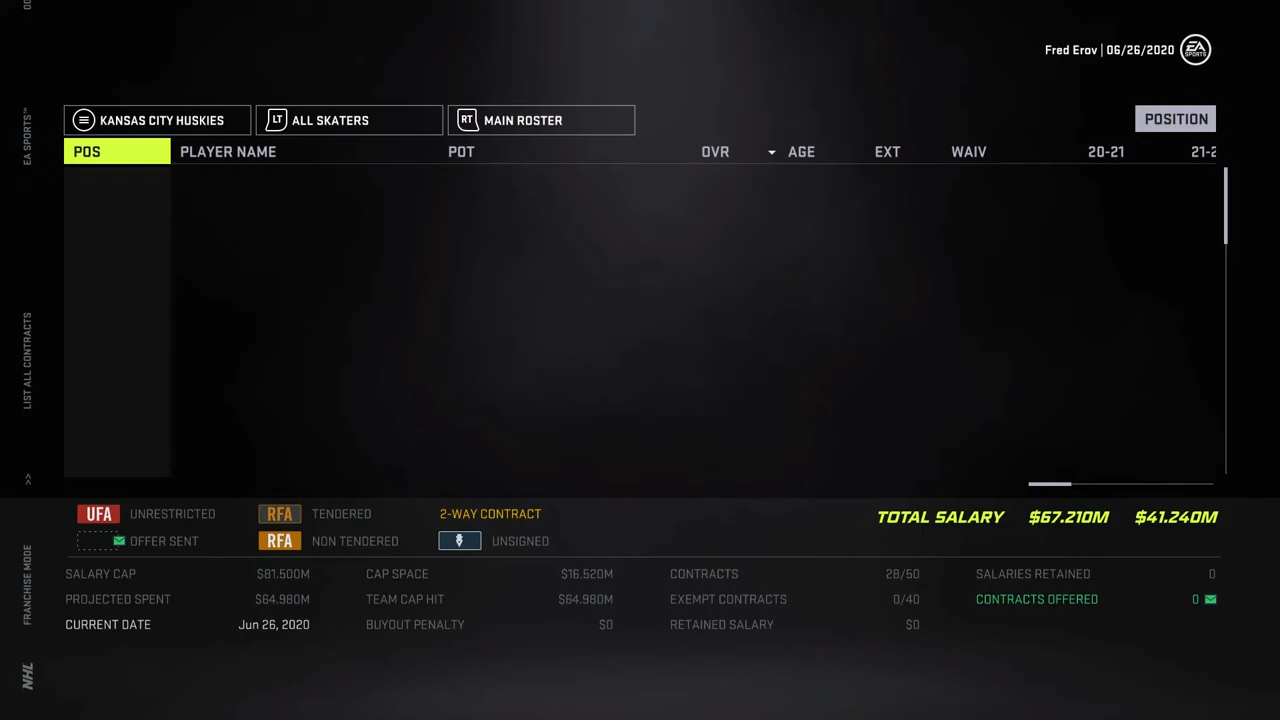 Fred Erov | 06/26/2020
EA SPORTS
KANSAS CITY HUSKIES
LT ALL SKATERS
RT MAIN ROSTER
POSITION
POS PLAYER NAME POT OVR AGE EXT WAIV 20-21 21-2
UFA UNRESTRICTED RFA TENDERED 2-WAY CONTRACT TOTAL SALARY $67.210M $41.240M
OFFER SENT RFA NON TENDERED UNSIGNED
SALARY CAP $81.500M CAP SPACE $16.520M CONTRACTS 28/50 SALARIES RETAINED 0
PROJECTED SPENT $64.980M TEAM CAP HIT $64.980M EXEMPT CONTRACTS 0/40 CONTRACTS OFFERED 0
CURRENT DATE Jun 26, 2020 BUYOUT PENALTY $0 RETAINED SALARY $0
NHL
FRANCHISE MODE
>>
LIST ALL CONTRACTS
EA SPORTS™